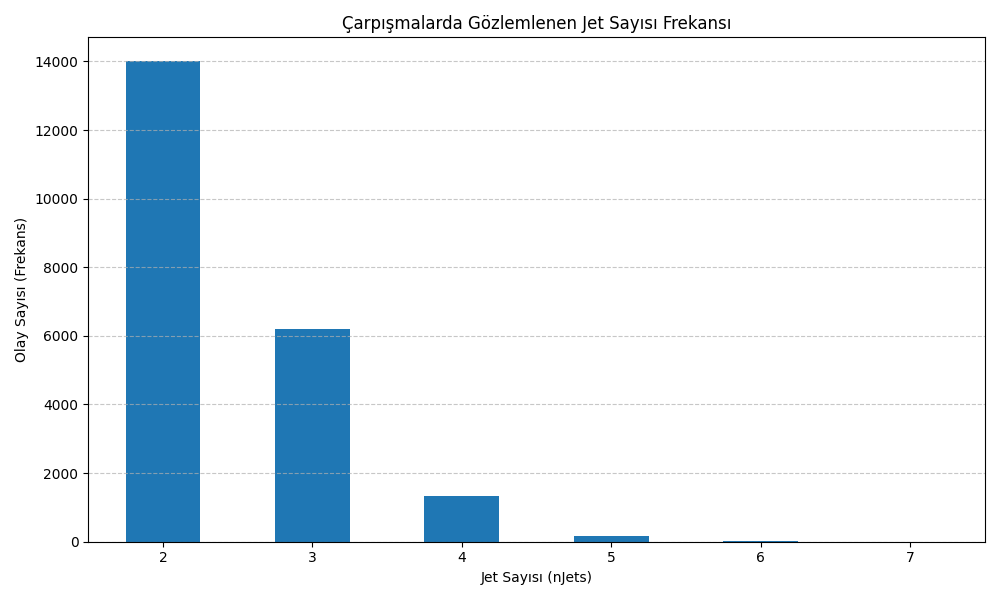 Çarpışmalarda Gözlemlenen Jet Sayısı Frekansı
14000
12000
10000
8000
6000
4000
2000
0
Olay Sayısı (Frekans)
2 3 4 5 6 7
Jet Sayısı (nJets)